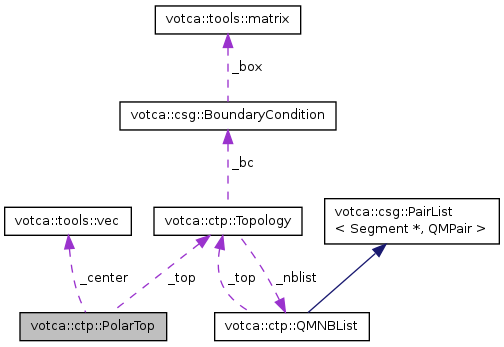 votca::tools::matrix
_box
votca::csg::BoundaryCondition
_bc
votca::tools::vec
votca::ctp::Topology
votca::csg::PairList
< Segment *, QMPair >
_center
_top
_top
_nblist
votca::ctp::PolarTop
votca::ctp::QMNBList